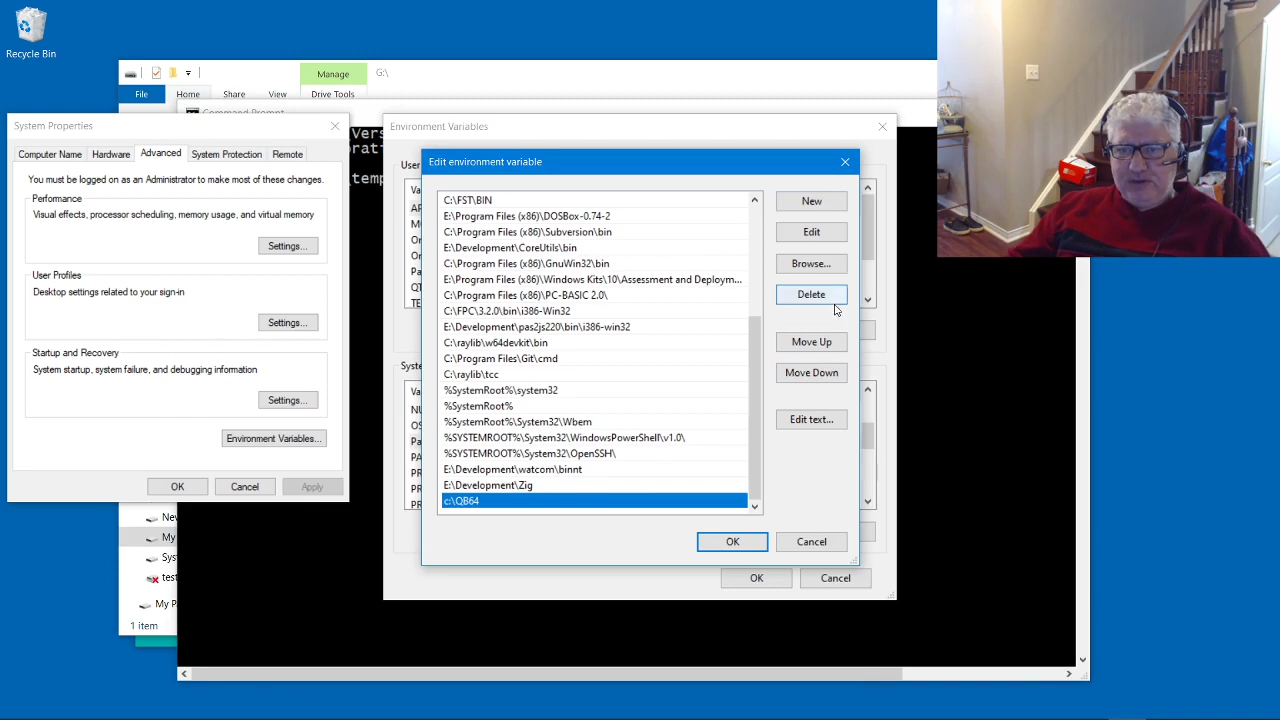 Recycle Bin
Manage
G:\
File
Home
Share
View
Drive Tools
Command Prompt
System Properties
Computer Name
Hardware
Advanced
System Protection
Remote
You must be logged on as an Administrator to make most of these changes.
Performance
Visual effects, processor scheduling, memory usage, and virtual memory
Settings...
User Profiles
Desktop settings related to your sign-in
Settings...
Startup and Recovery
System startup, system failure, and debugging information
Settings...
Environment Variables...
OK
Cancel
Apply
My
1 item
Environment Variables
User
Edit environment variable
C:\FST\BIN
E:\Program Files (x86)\DOSBox-0.74-2
C:\Program Files (x86)\Subversion\bin
E:\Development\CoreUtils\bin
C:\Program Files (x86)\GnuWin32\bin
E:\Program Files (x86)\Windows Kits\10\Assessment and Deploym...
C:\Program Files (x86)\PC-BASIC 2.0\
C:\FPC\3.2.0\bin\i386-Win32
E:\Development\pas2js220\bin\i386-win32
C:\raylib\w64devkit\bin
C:\Program Files\Git\cmd
C:\raylib\tcc
%SystemRoot%\system32
%SystemRoot%
%SystemRoot%\System32\Wbem
%SYSTEMROOT%\System32\WindowsPowerShell\v1.0\
%SYSTEMROOT%\System32\OpenSSH\
E:\Development\watcom\binnt
E:\Development\Zig
c:\QB64
New
Edit
Browse...
Delete
Move Up
Move Down
Edit text...
OK
Cancel
OK
Cancel